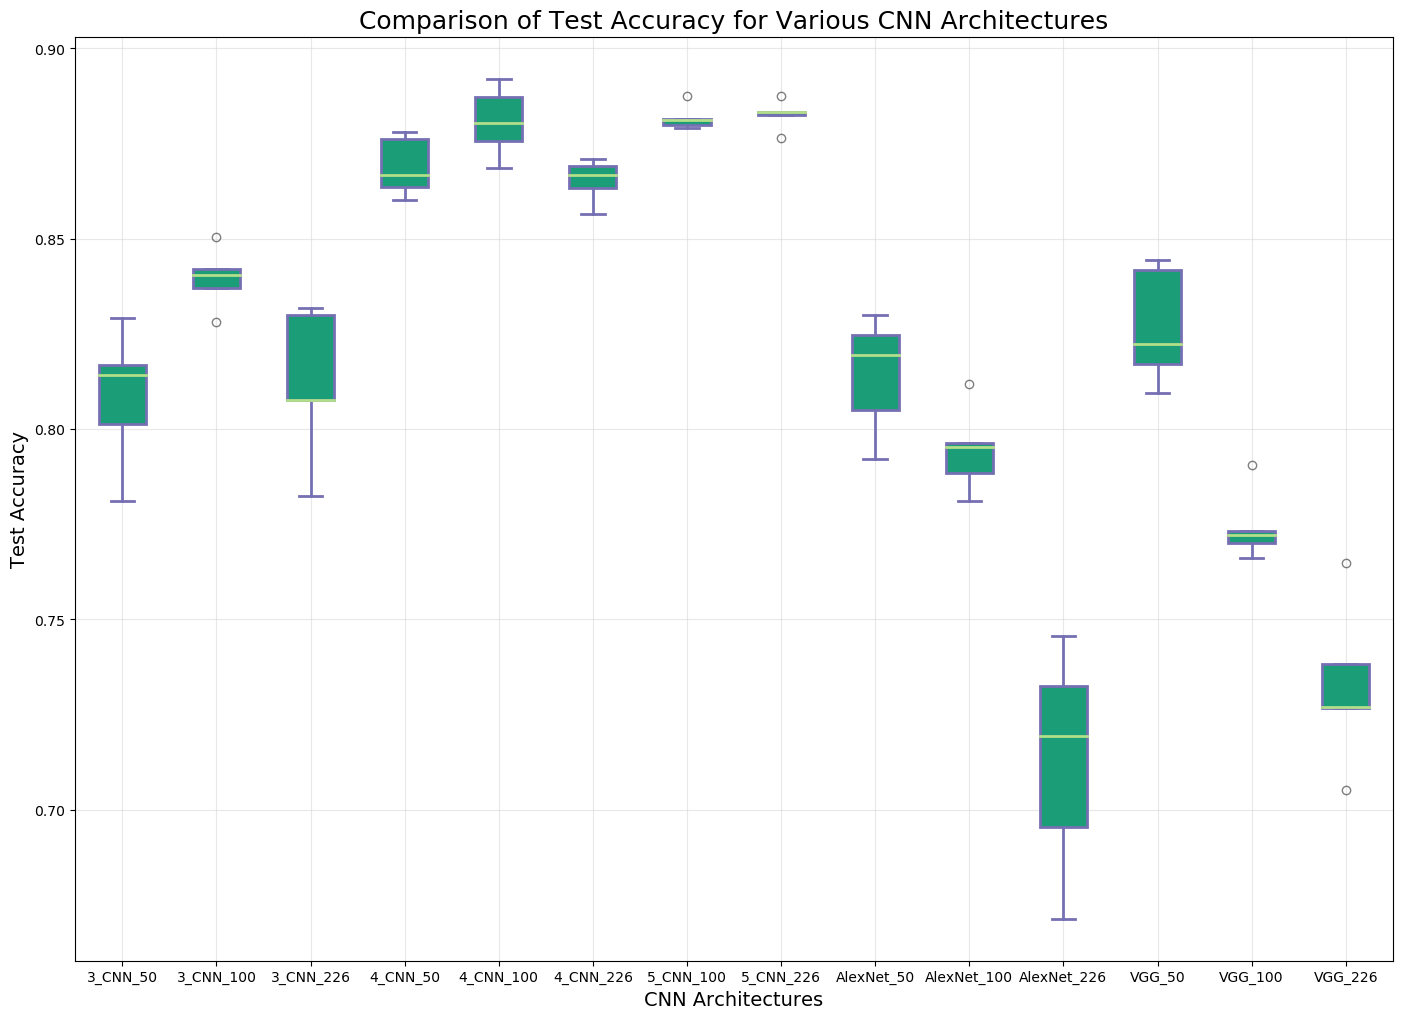 Comparison of Test Accuracy for Various CNN Architectures
0.90
0.85
0.80
0.75
0.70
Test Accuracy
3_CNN_50 3_CNN_100 3_CNN_226 4_CNN_50 4_CNN_100 4_CNN_226 5_CNN_100 5_CNN_226 AlexNet_50 AlexNet_100 AlexNet_226 VGG_50 VGG_100 VGG_226
CNN Architectures